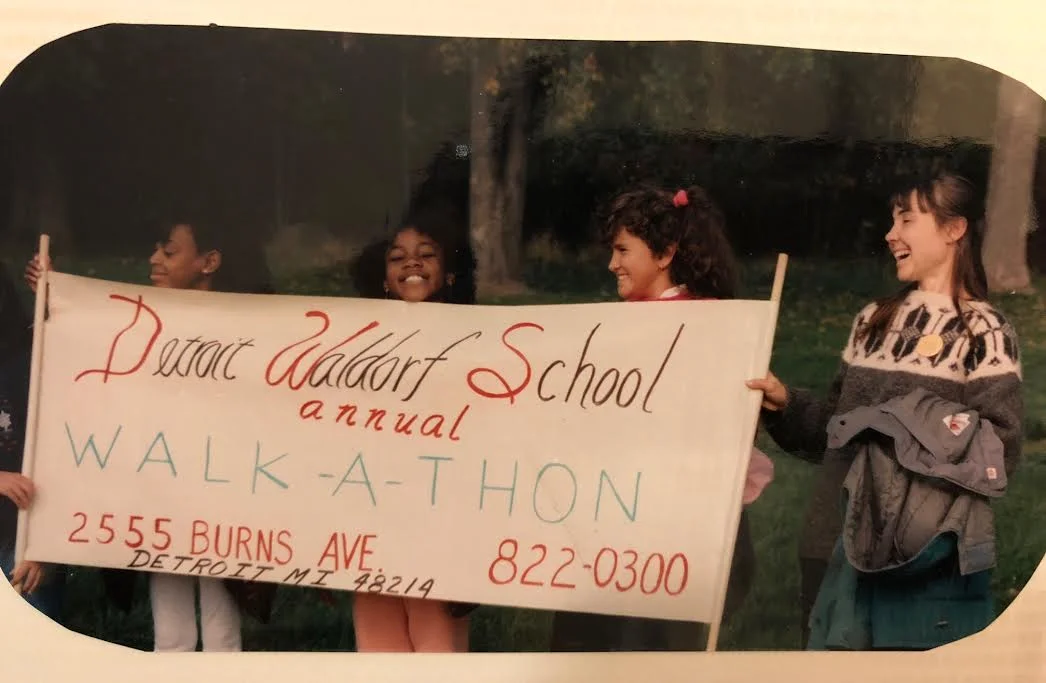 Detroit Waldorf School
annual
WALK-A-THON
2555 BURNS AVE.
DETROIT MI 48214
822-0300